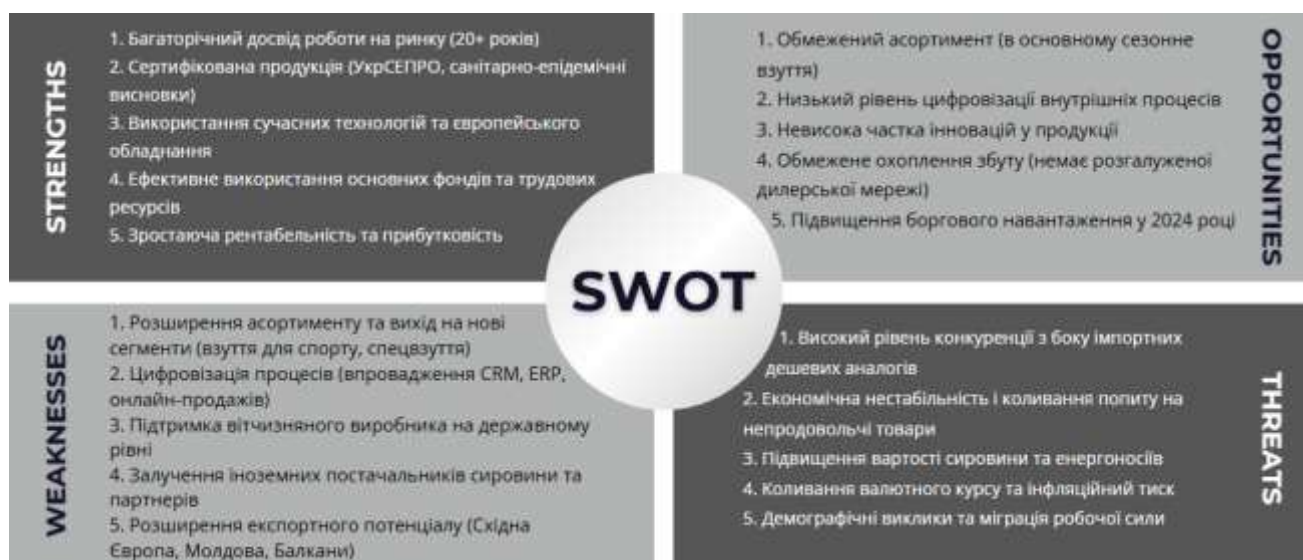 STRENGTHS
1. Багаторічний досвід роботи на ринку (20+ років)
2. Сертифікована продукція (УкрСЕПРО, санітарно-епідемічні
висновки)
3. Використання сучасних технологій та європейського
обладнання
4. Ефективне використання основних фондів та трудових
ресурсів
5. Зростаюча рентабельність та прибутковість
OPPORTUNITIES
1. Обмежений асортимент (в основному сезонне
взуття)
2. Низький рівень цифровізації внутрішніх процесів
3. Невисока частка інновацій у продукції
4. Обмежене охоплення збуту (немає розгалуженої
дилерської мережі)
5. Підвищення боргового навантаження у 2024 році
SWOT
WEAKNESSES
1. Розширення асортименту та вихід на нові
сегменти (взуття для спорту, спецвзуття)
2. Цифровізація процесів (впровадження CRM, ERP,
онлайн-продажів)
3. Підтримка вітчизняного виробника на державному
рівні
4. Залучення іноземних постачальників сировини та
партнерів
5. Розширення експортного потенціалу (Східна
Європа, Молдова, Балкани)
THREATS
1. Високий рівень конкуренції з боку імпортних
дешевих аналогів
2. Економічна нестабільність і коливання попиту на
непродовольчі товари
3. Підвищення вартості сировини та енергоносіїв
4. Коливання валютного курсу та інфляційний тиск
5. Демографічні виклики та міграція робочої сили